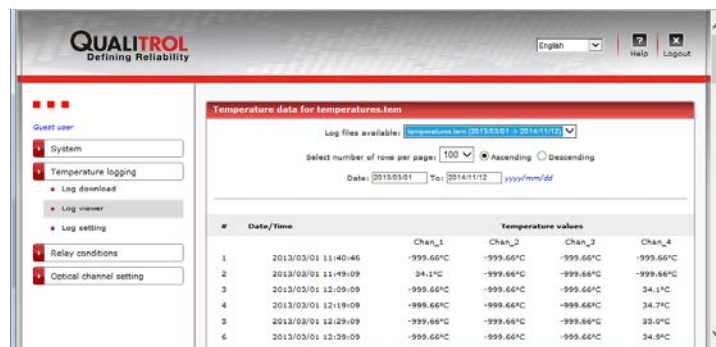 QUALITROL
Defining Reliability
English
?
Help
X
Logout
Guest user
System
Temperature logging
Log download
Log viewer
Log setting
Relay conditions
Optical channel setting
Temperature data for temperatures.tem
Log files available: temperatures.tem (2013/03/01 -> 2014/11/12)
Select number of rows per page: 100 Ascending Descending
Date: 2013/03/01 To: 2014/11/12 yyyy/mm/dd
# Date/Time Temperature values
Chan_1 Chan_2 Chan_3 Chan_4
1 2013/03/01 11:40:46 -999.66°C -999.66°C -999.66°C -999.66°C
2 2013/03/01 11:49:09 34.1°C -999.66°C -999.66°C -999.66°C
3 2013/03/01 12:09:09 -999.66°C -999.66°C -999.66°C 34.1°C
4 2013/03/01 12:19:09 -999.66°C -999.66°C -999.66°C 34.7°C
5 2013/03/01 12:29:09 -999.66°C -999.66°C -999.66°C 35.0°C
6 2013/03/01 12:39:09 -999.66°C -999.66°C -999.66°C 34.9°C